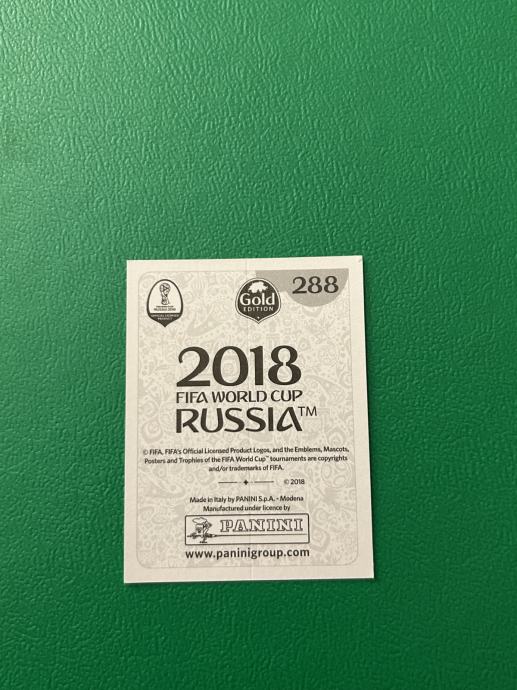 288
Gold
EDITION
2018
FIFA WORLD CUP
RUSSIA™
© FIFA, FIFA's Official Licensed Product Logos, and the Emblems, Mascots,
Posters and Trophies of the FIFA World Cup™ tournaments are copyrights
and/or trademarks of FIFA.
© 2018
Made in Italy by PANINI S.p.A. - Modena
Manufactured under licence by
PANINI
www.paninigroup.com